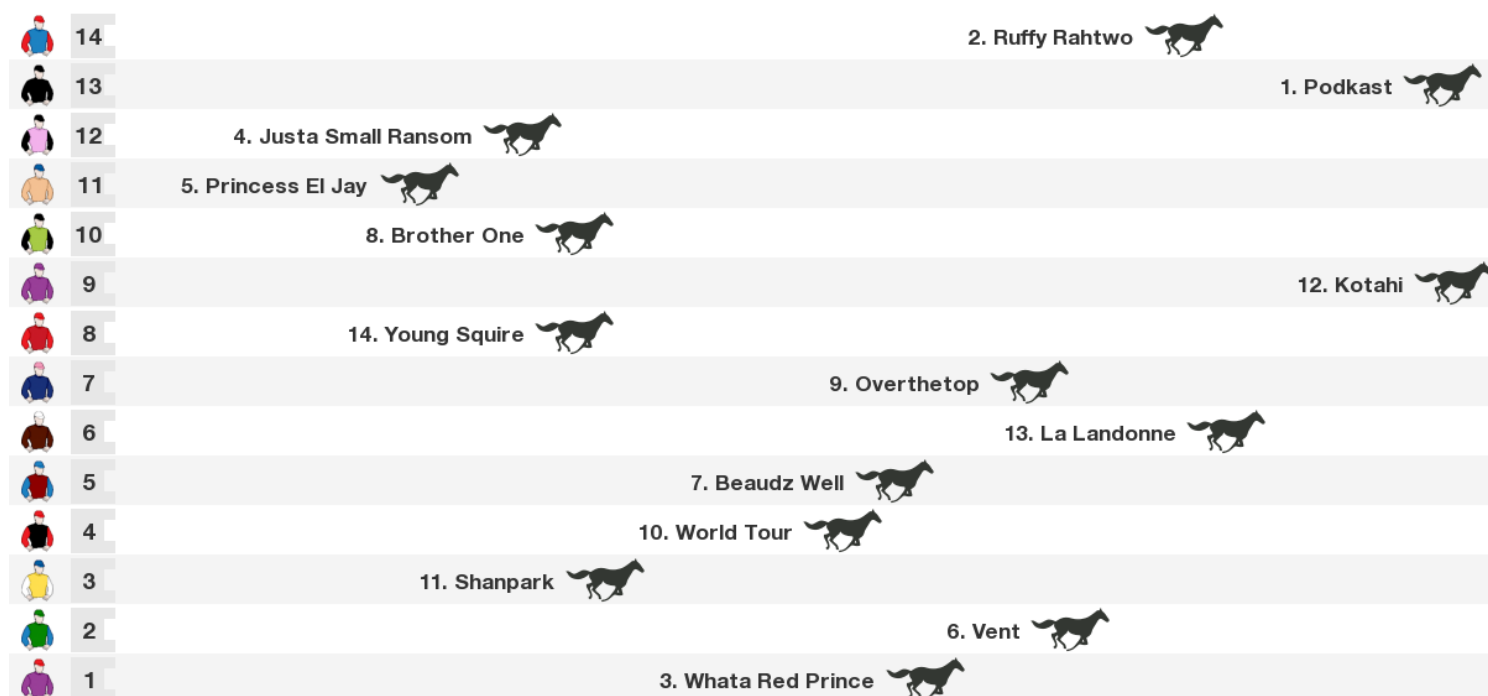 14 2. Ruffy Rahtwo
13 1. Podkast
12 4. Justa Small Ransom
11 5. Princess El Jay
10 8. Brother One
9 12. Kotahi
8 14. Young Squire
7 9. Overthetop
6 13. La Landonne
5 7. Beaudz Well
4 10. World Tour
3 11. Shanpark
2 6. Vent
1 3. Whata Red Prince